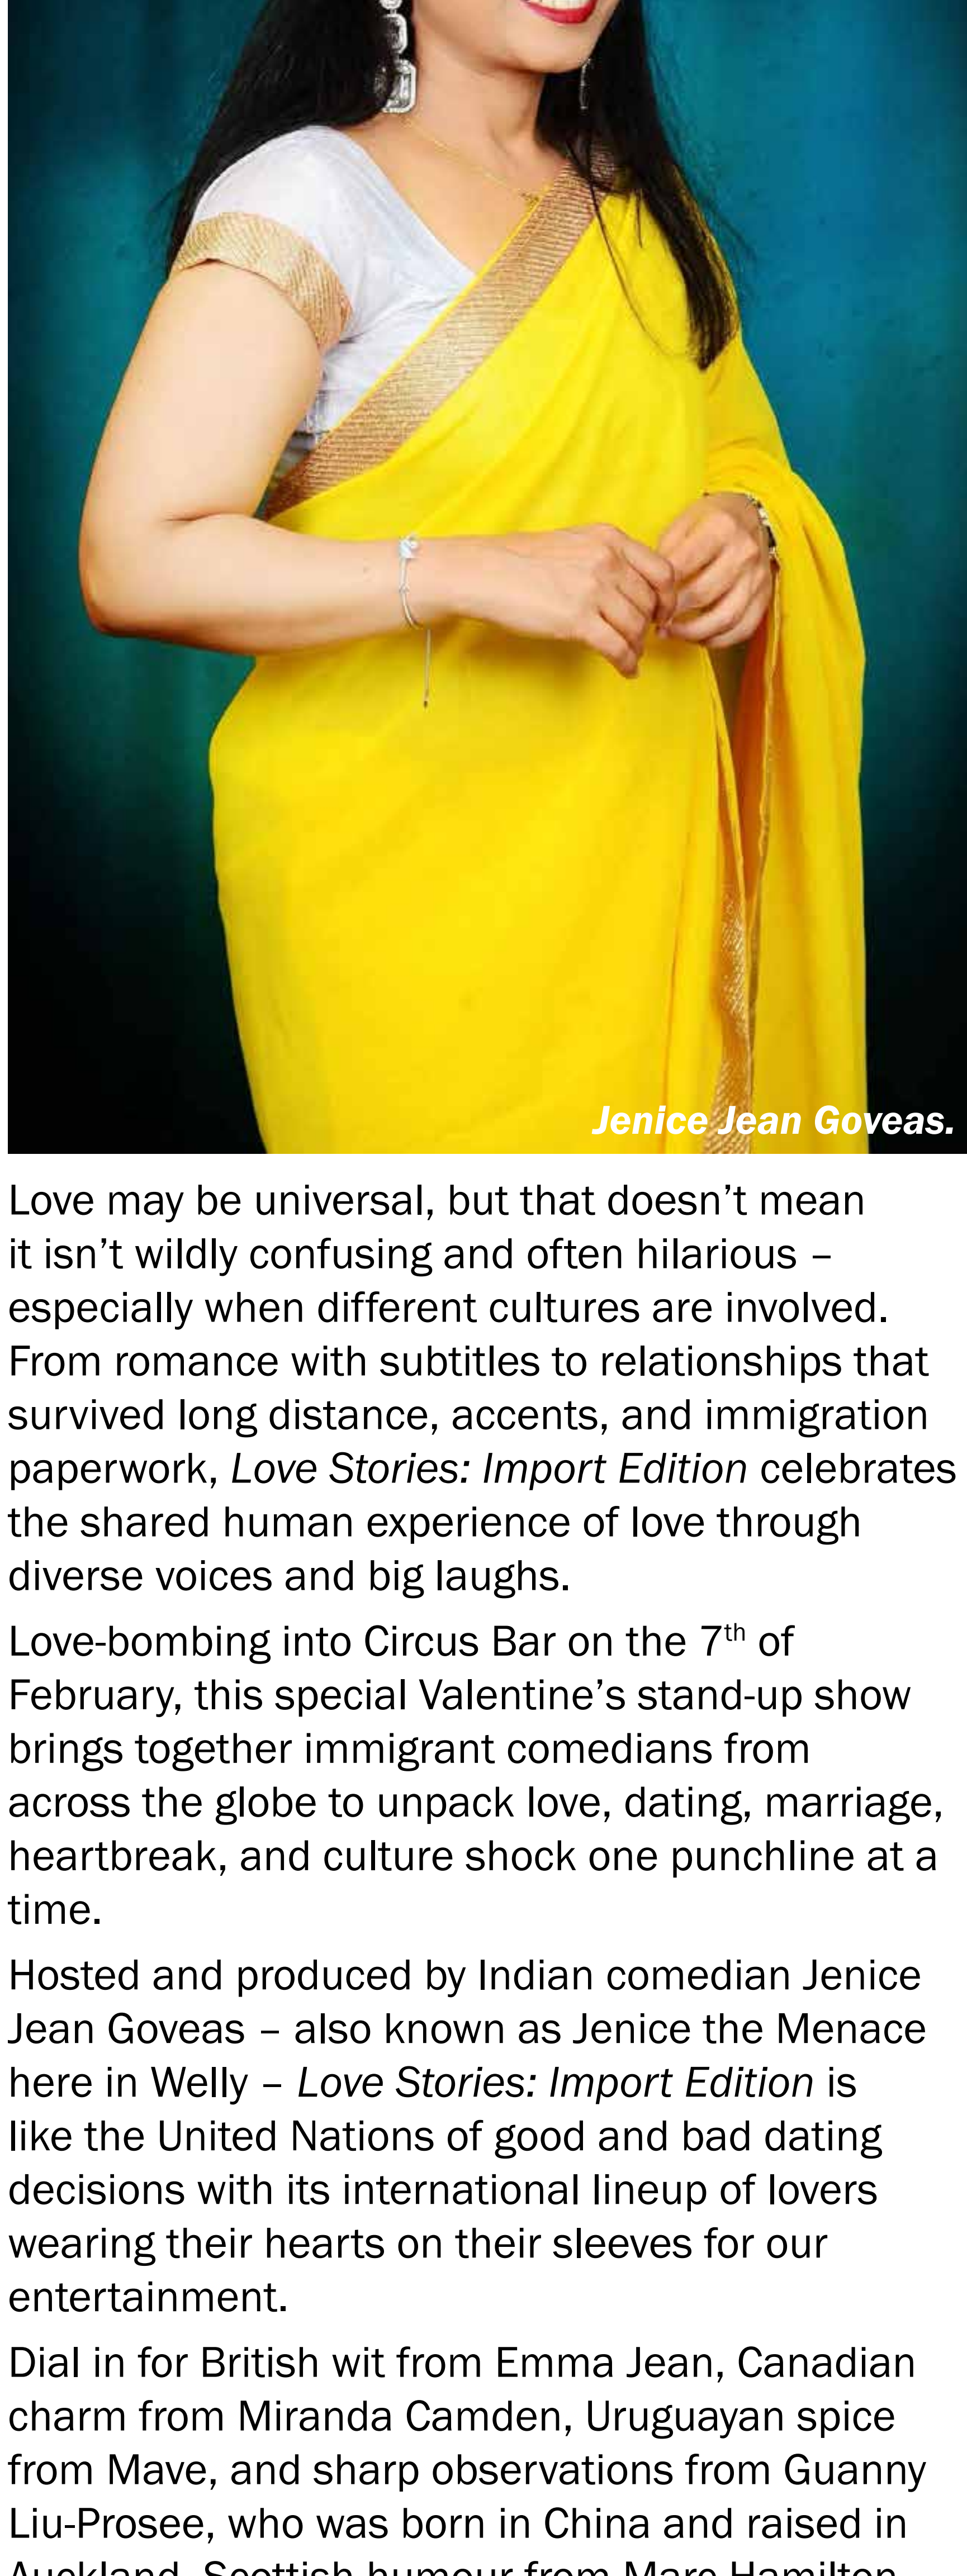 Jenice Jean Goveas.
Love may be universal, but that doesn’t mean
it isn’t wildly confusing and often hilarious –
especially when different cultures are involved.
From romance with subtitles to relationships that
survived long distance, accents, and immigration
paperwork, Love Stories: Import Edition celebrates
the shared human experience of love through
diverse voices and big laughs.
Love-bombing into Circus Bar on the 7th of
February, this special Valentine’s stand-up show
brings together immigrant comedians from
across the globe to unpack love, dating, marriage,
heartbreak, and culture shock one punchline at a
time.
Hosted and produced by Indian comedian Jenice
Jean Goveas – also known as Jenice the Menace
here in Welly – Love Stories: Import Edition is
like the United Nations of good and bad dating
decisions with its international lineup of lovers
wearing their hearts on their sleeves for our
entertainment.
Dial in for British wit from Emma Jean, Canadian
charm from Miranda Camden, Uruguayan spice
from Mave, and sharp observations from Guanny
Liu-Prosee, who was born in China and raised in
Auckland. Scottish humour from Marc Hamilton